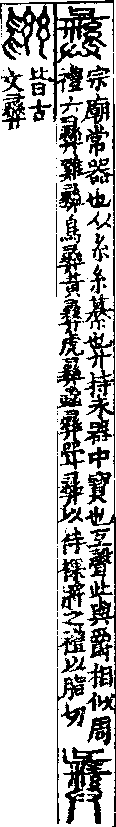 彝
宗廟常器也从糸糸綦也廾持米器中寶也互聲此與爵相似周
禮六彝雞彝鳥彝黃彝虎彝蜼彝斝彝以待祼將之禮以脂切
皆古
文彝